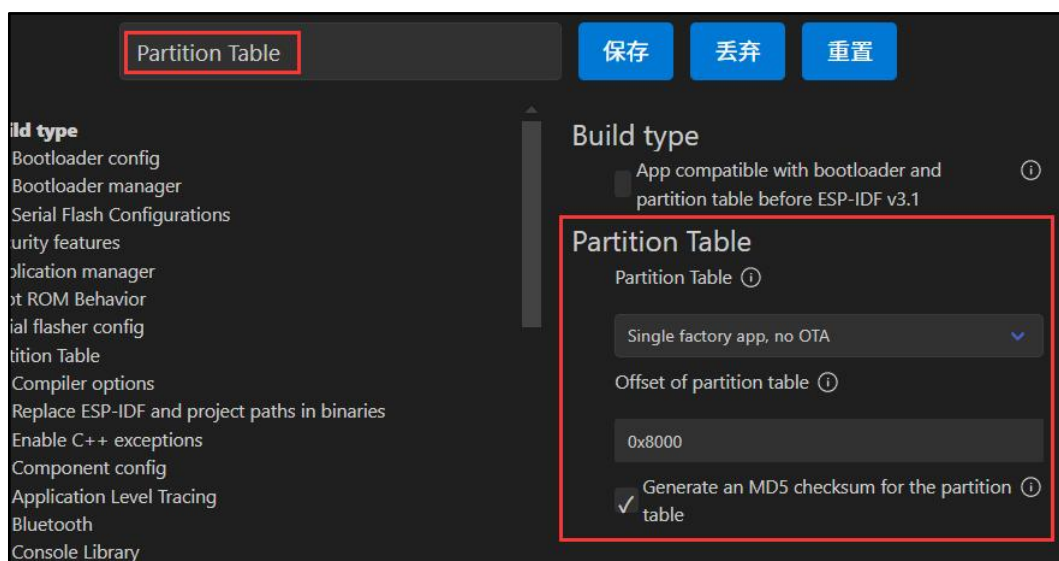 Partition Table
保存
丢弃
重置
ild type
Bootloader config
Bootloader manager
Serial Flash Configurations
urity features
plication manager
ot ROM Behavior
ial flasher config
tition Table
Compiler options
Replace ESP-IDF and project paths in binaries
Enable C++ exceptions
Component config
Application Level Tracing
Bluetooth
Console Library
Build type
App compatible with bootloader and
partition table before ESP-IDF v3.1
Partition Table
Partition Table
Single factory app, no OTA
Offset of partition table
0x8000
Generate an MD5 checksum for the partition
table